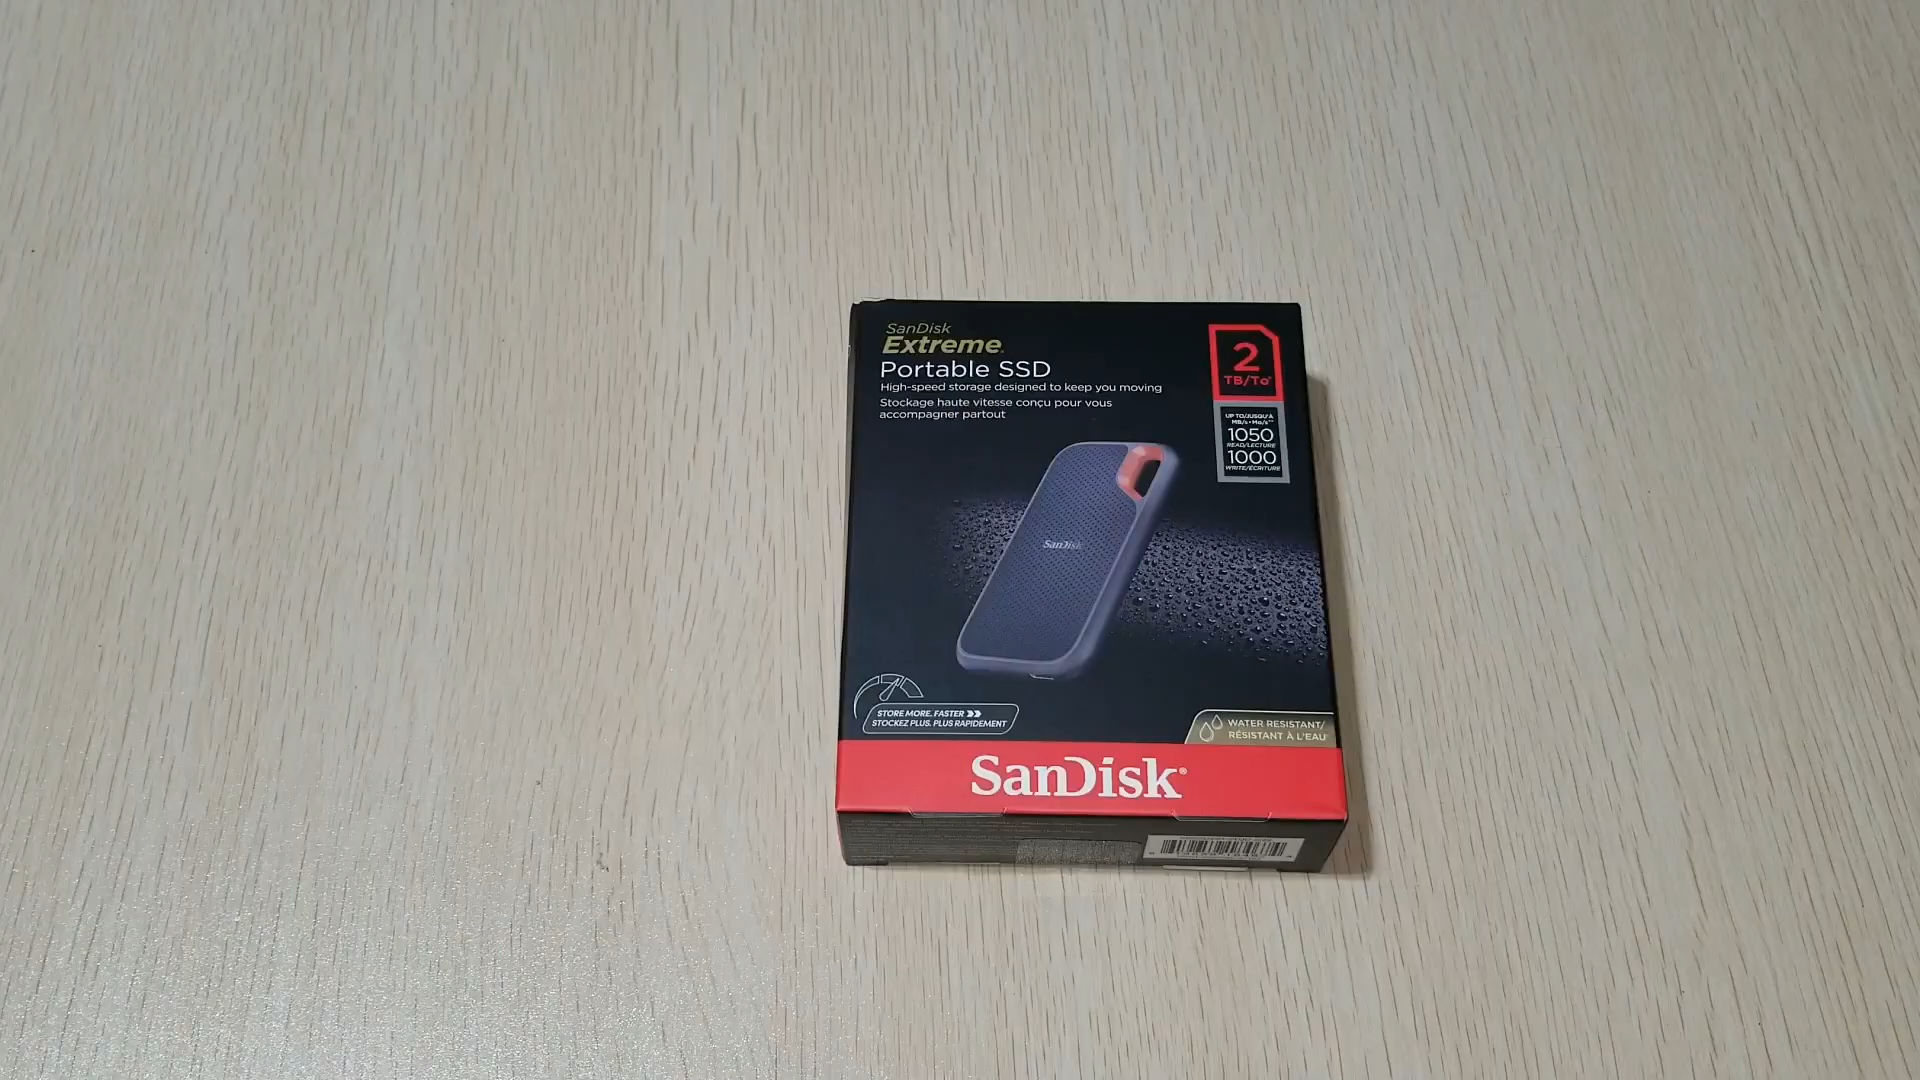 SanDisk
Extreme
Portable SSD
High-speed storage designed to keep you moving
Stockage haute vitesse conçu pour vous
accompagner partout
2
TB/To*
UP TO/JUSQU'À
MB/s • Mo/s**
1050
READ/LECTURE
1000
WRITE/ÉCRITURE
SanDisk
STORE MORE. FASTER
STOCKEZ PLUS. PLUS RAPIDEMENT
WATER RESISTANT/
RÉSISTANT À L'EAU
SanDisk®